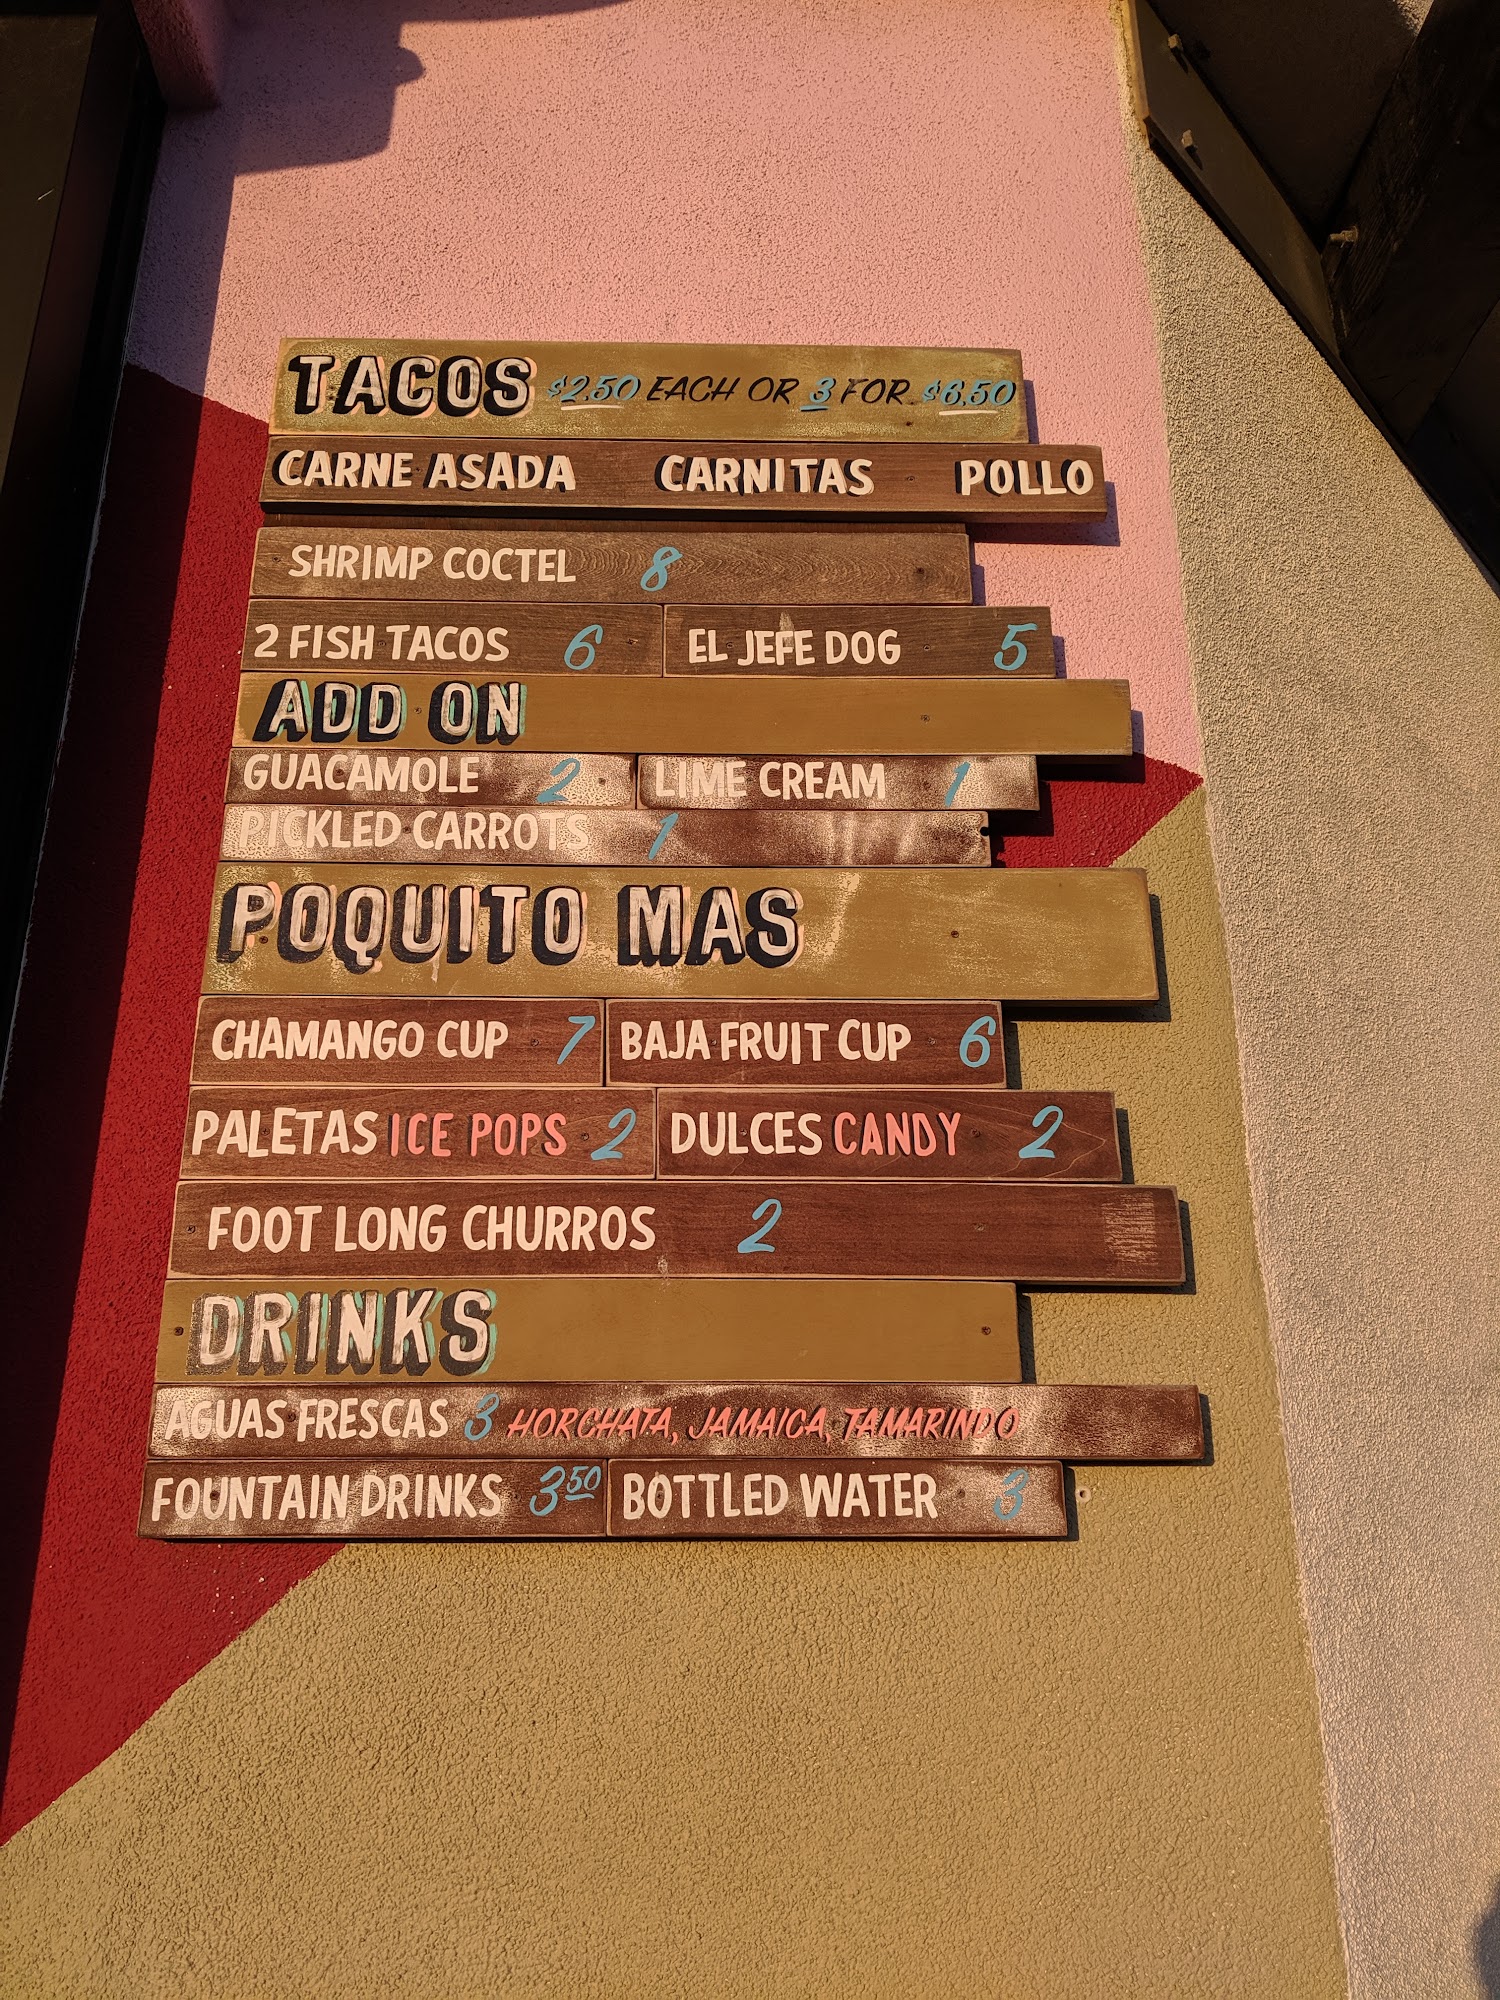 TACOS $2.50 EACH OR 3 FOR $6.50
CARNE ASADA CARNITAS POLLO
SHRIMP COCTEL 8
2 FISH TACOS 6 EL JEFE DOG 5
ADD ON
GUACAMOLE 2 LIME CREAM 1
PICKLED CARROTS 1
POQUITO MAS
CHAMANGO CUP 7 BAJA FRUIT CUP 6
PALETAS ICE POPS 2 DULCES CANDY 2
FOOT LONG CHURROS 2
DRINKS
AGUAS FRESCAS 3 HORCHATA, JAMAICA, TAMARINDO
FOUNTAIN DRINKS 3 50 BOTTLED WATER 3